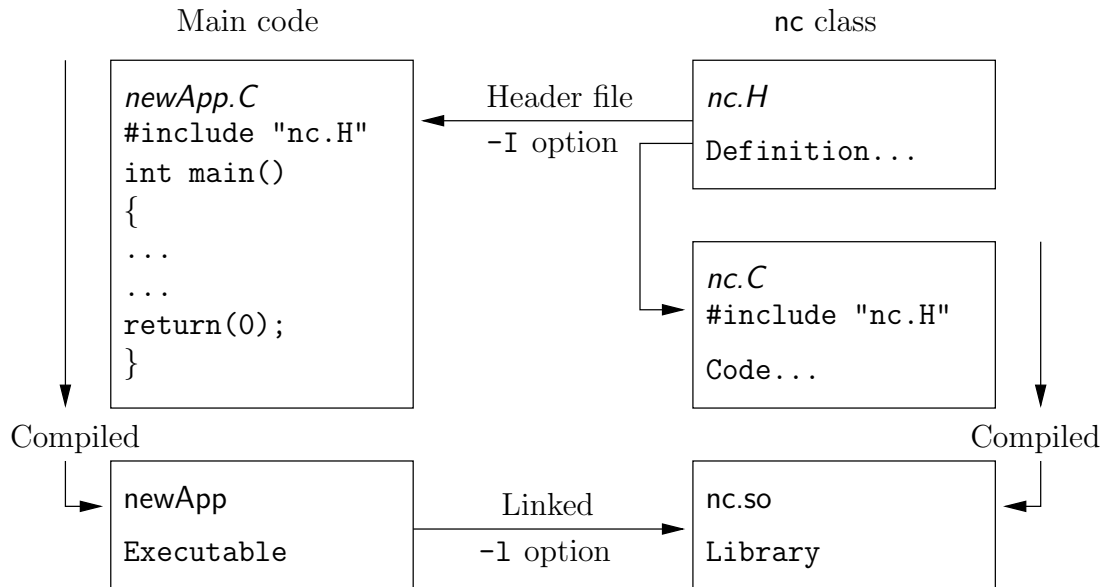 Main code
nc class
newApp.C
#include "nc.H"
int main()
{
...
...
return(0);
}
Header file
-I option
nc.H
Definition...
nc.C
#include "nc.H"
Code...
Compiled
Compiled
newApp
Executable
Linked
-l option
nc.so
Library